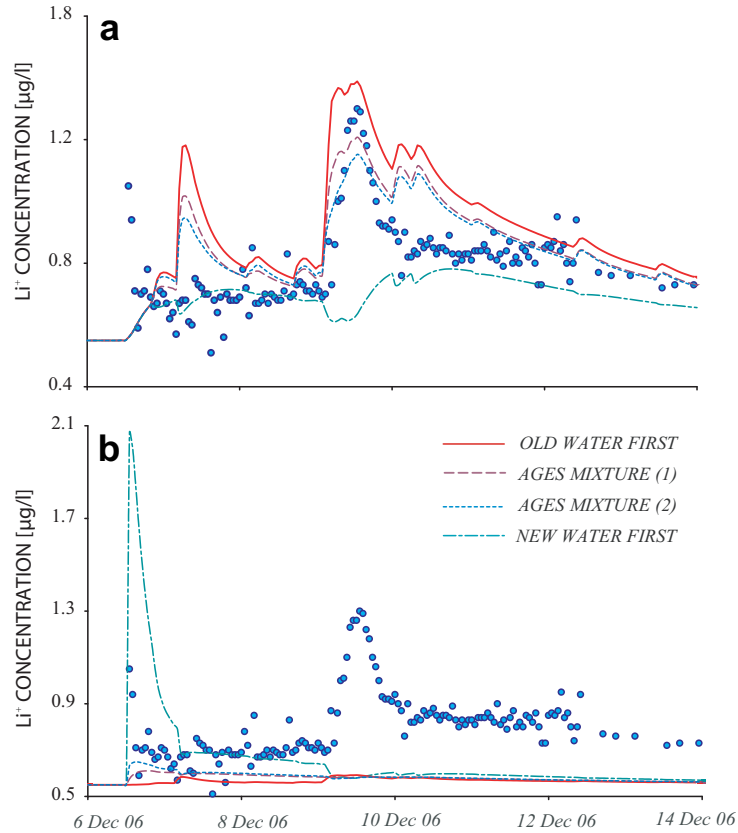 a
Li⁺ CONCENTRATION [µg/l]
1.8
1.2
0.8
0.4
b
Li⁺ CONCENTRATION [µg/l]
2.1
1.7
1.3
0.9
0.5
OLD WATER FIRST
AGES MIXTURE (1)
AGES MIXTURE (2)
NEW WATER FIRST
6 Dec 06 8 Dec 06 10 Dec 06 12 Dec 06 14 Dec 06